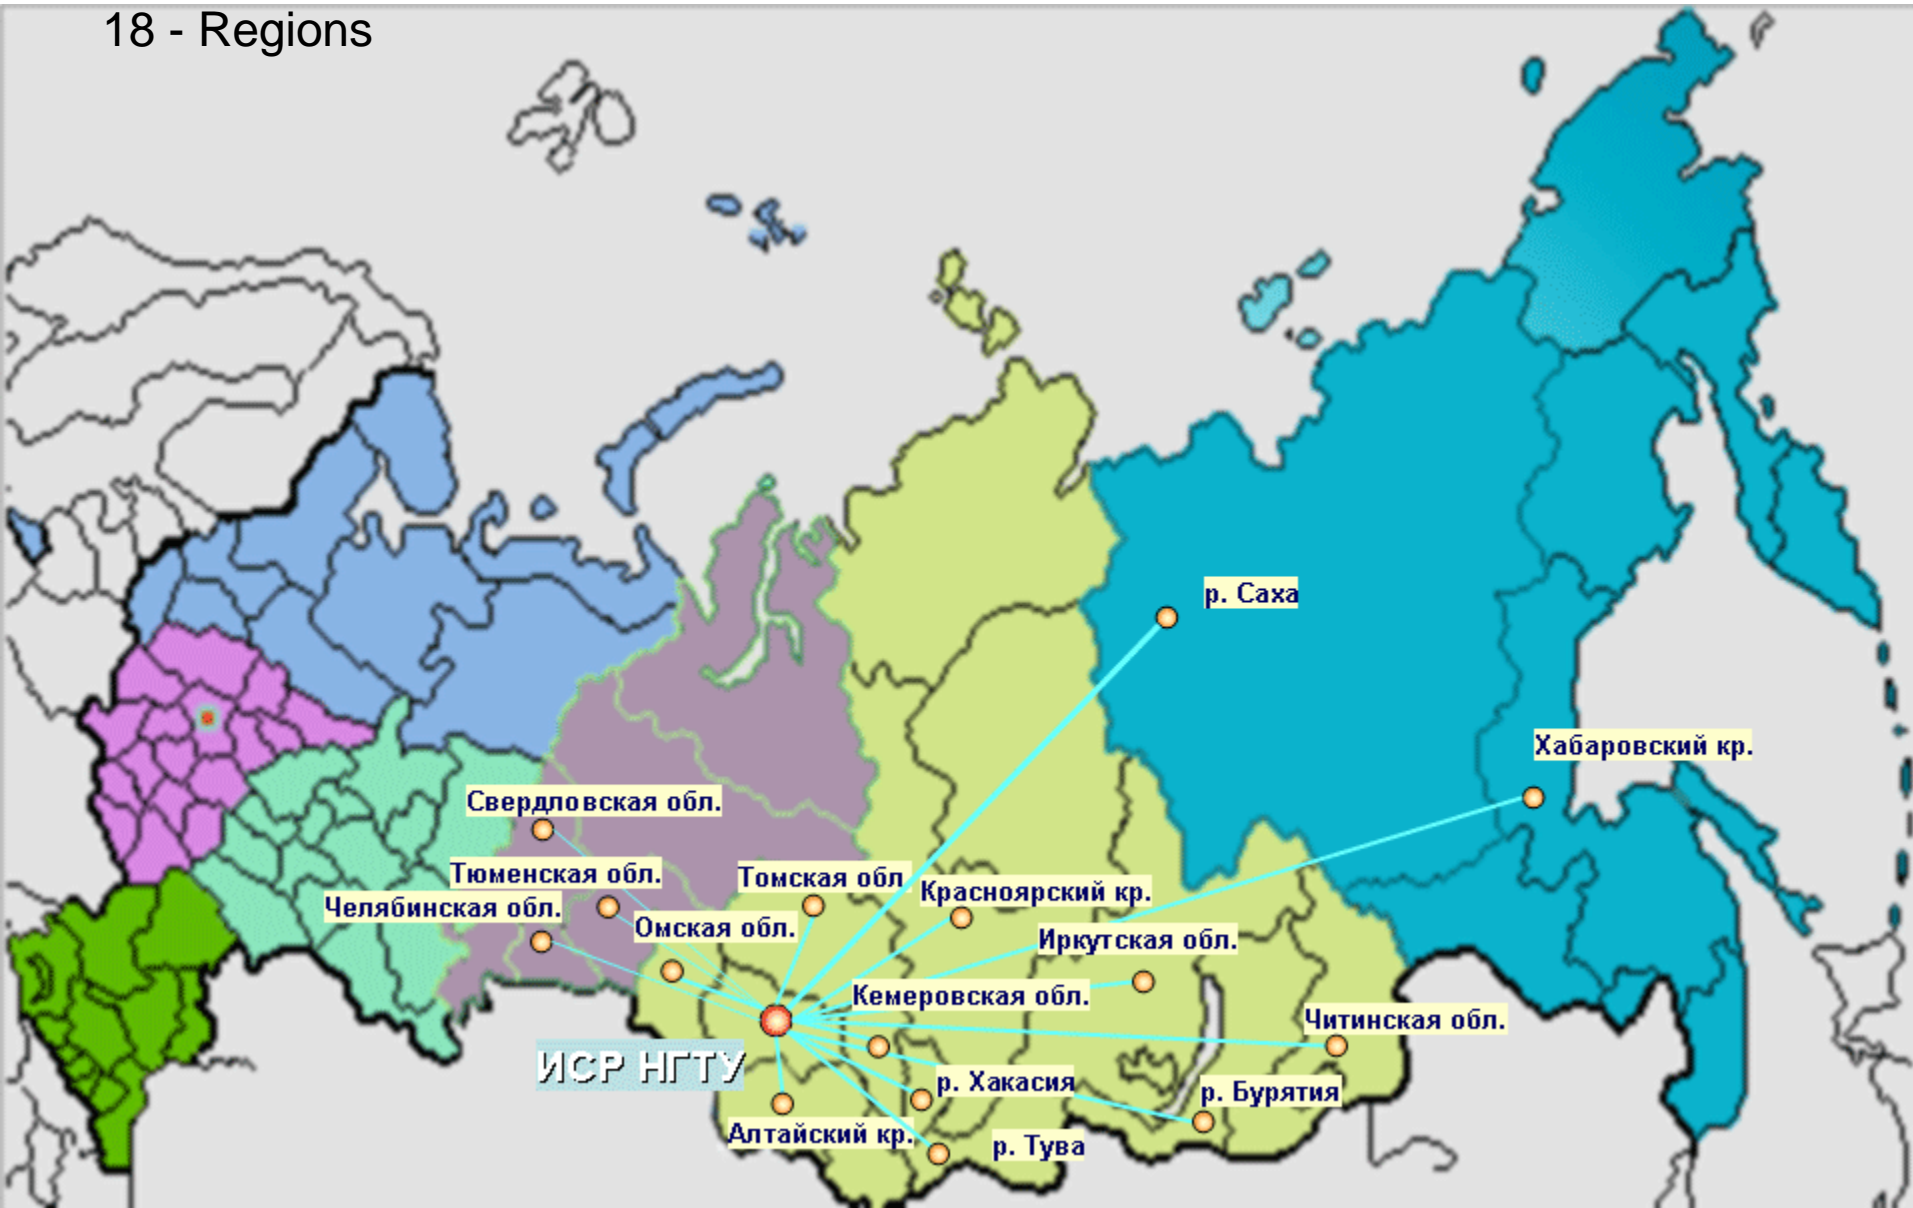 18 - Regions
р. Саха
Хабаровский кр.
Свердловская обл.
Тюменская обл.
Томская обл
Красноярский кр.
Челябинская обл.
Омская обл.
Иркутская обл.
Кемеровская обл.
Читинская обл.
ИСР НГТУ
р. Хакасия
р. Бурятия
Алтайский кр.
р. Тува